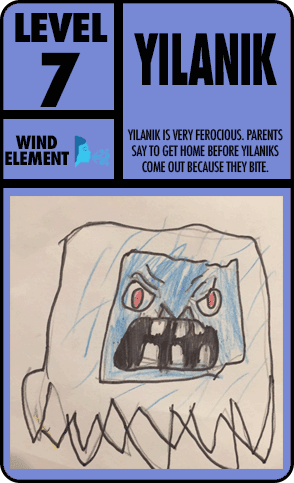 LEVEL
7
YILANIK
WIND
ELEMENT
YILANIK IS VERY FEROCIOUS. PARENTS
SAY TO GET HOME BEFORE YILANIKS
COME OUT BECAUSE THEY BITE.